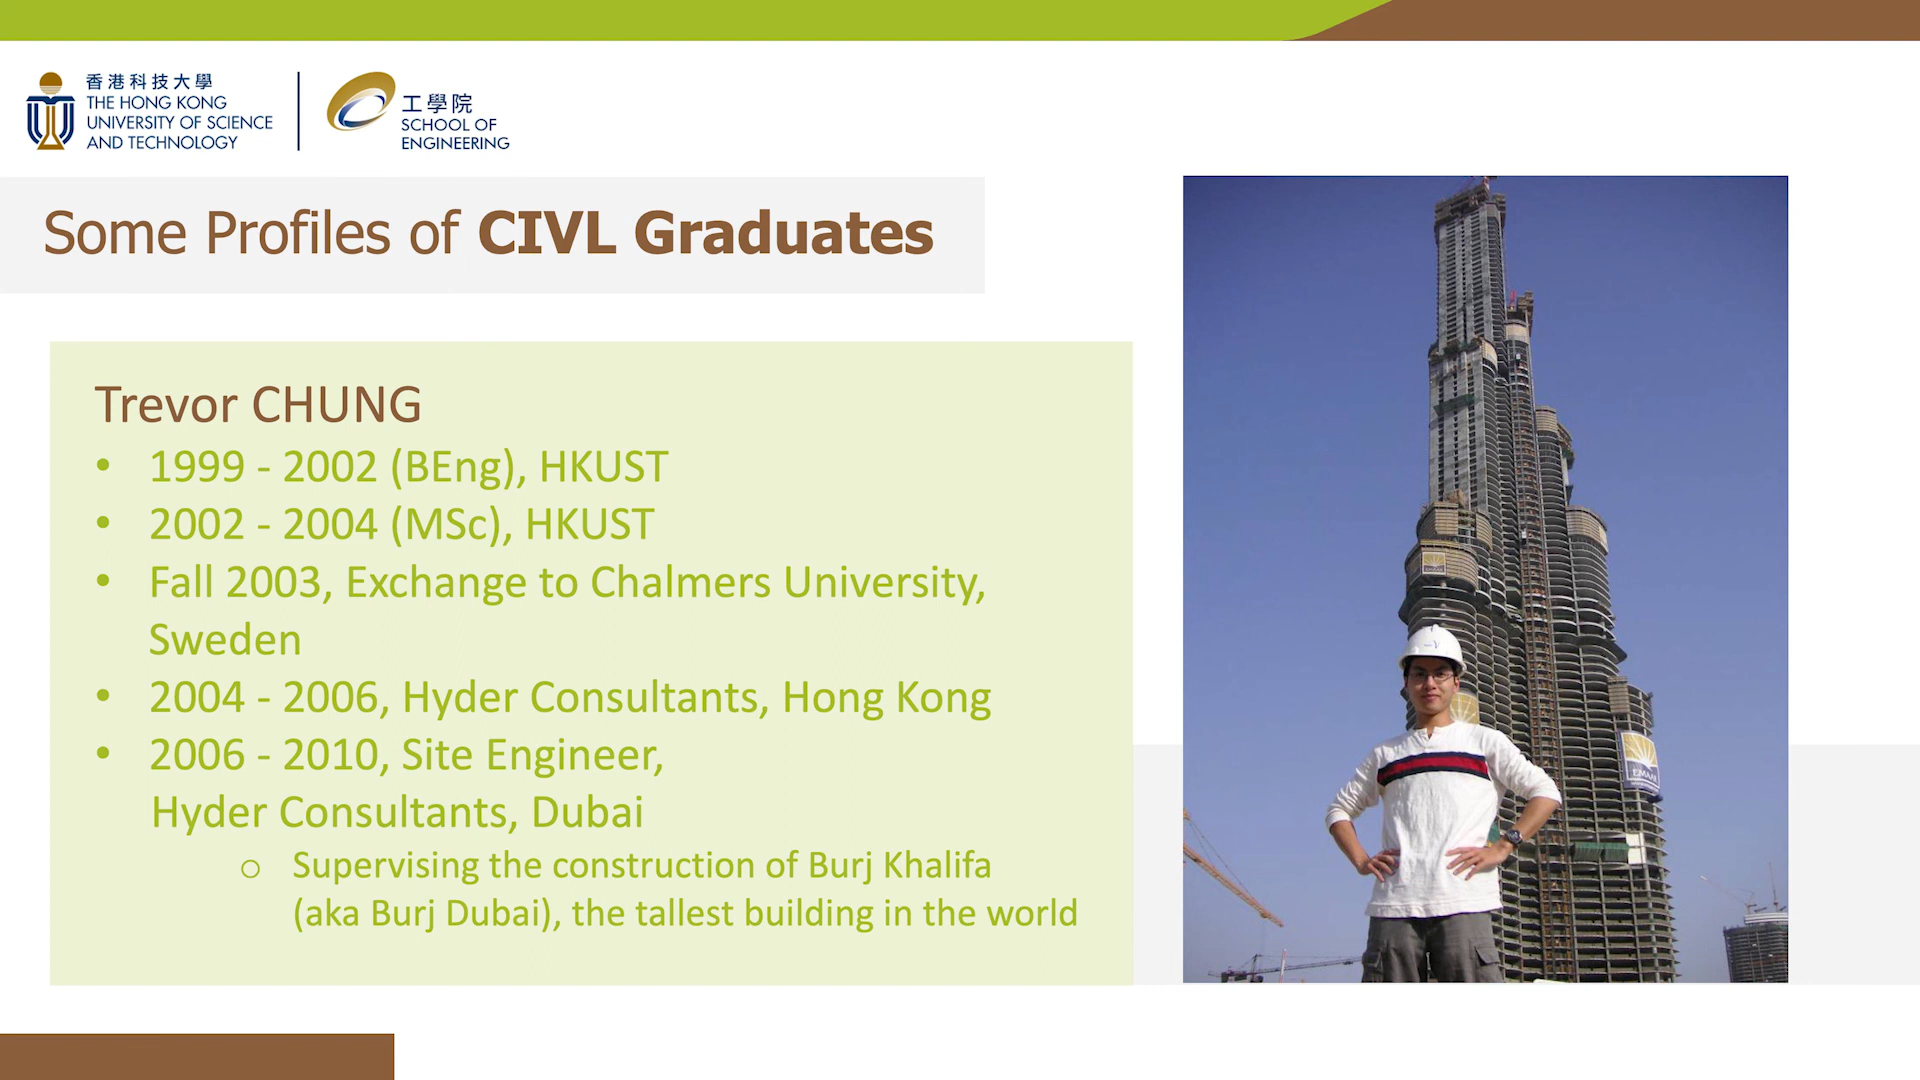 香港科技大學
THE HONG KONG
UNIVERSITY OF SCIENCE
AND TECHNOLOGY
工學院
SCHOOL OF
ENGINEERING
Some Profiles of CIVL Graduates
Trevor CHUNG
• 1999 - 2002 (BEng), HKUST
• 2002 - 2004 (MSc), HKUST
• Fall 2003, Exchange to Chalmers University,
Sweden
• 2004 - 2006, Hyder Consultants, Hong Kong
• 2006 - 2010, Site Engineer,
Hyder Consultants, Dubai
o Supervising the construction of Burj Khalifa
(aka Burj Dubai), the tallest building in the world